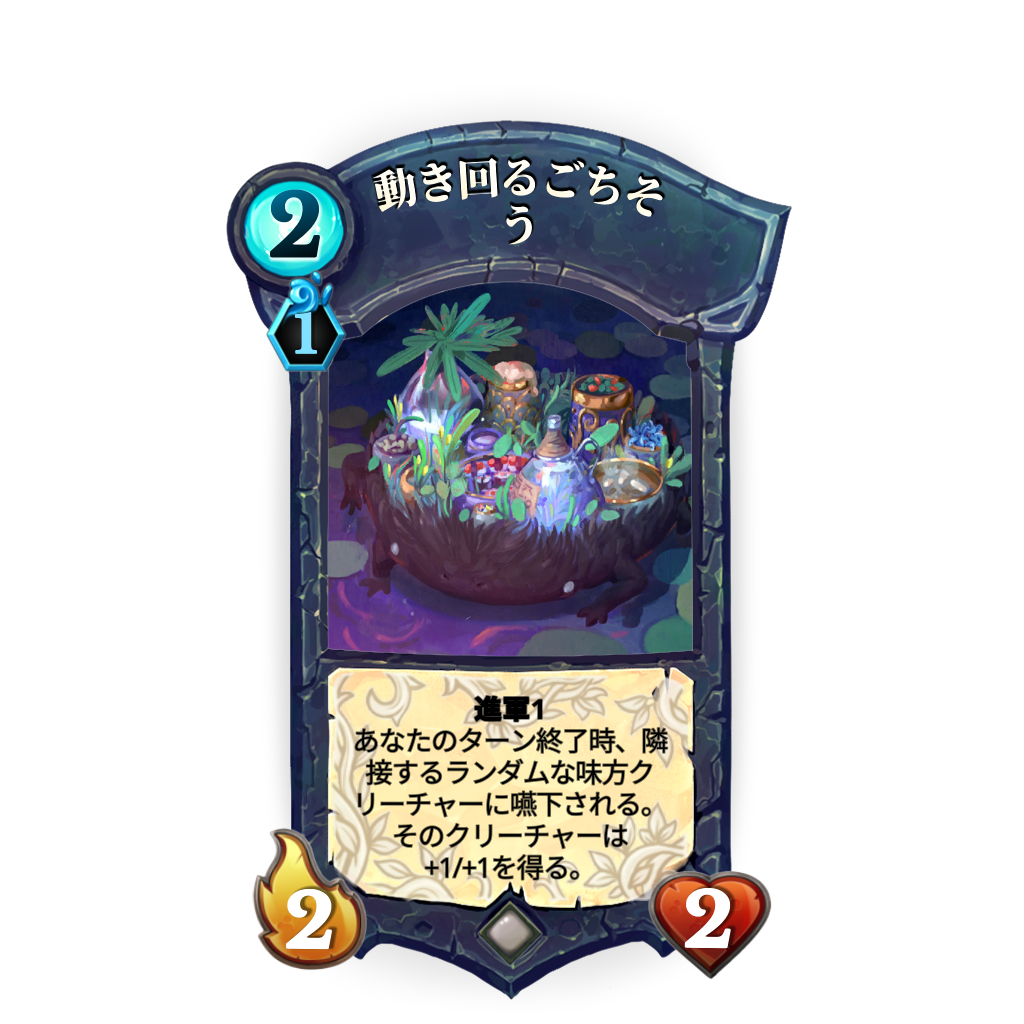 動き回るごちそ
う
2
1
進軍1
あなたのターン終了時、隣
接するランダムな味方ク
リーチャーに嚥下される。
そのクリーチャーは
+1/+1を得る。
2
2